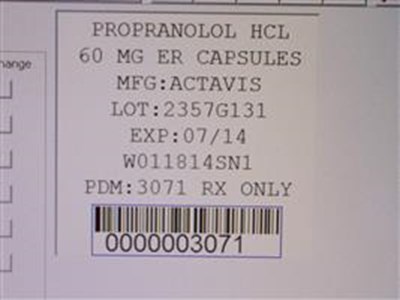 PROPRANOLOL HCL
60 MG ER CAPSULES
MFG:ACTAVIS
LOT:2357G131
EXP:07/14
W011814SN1
PDM:3071 RX ONLY
0000003071
hange